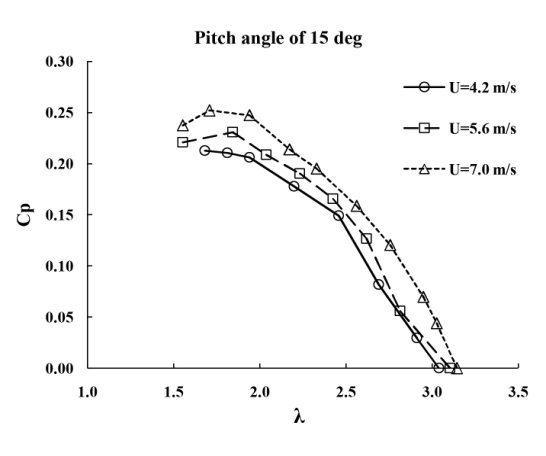 Pitch angle of 15 deg
0.30
0.25
0.20
0.15
0.10
0.05
0.00
Cp
U=4.2 m/s
U=5.6 m/s
U=7.0 m/s
1.0 1.5 2.0 2.5 3.0 3.5
λ